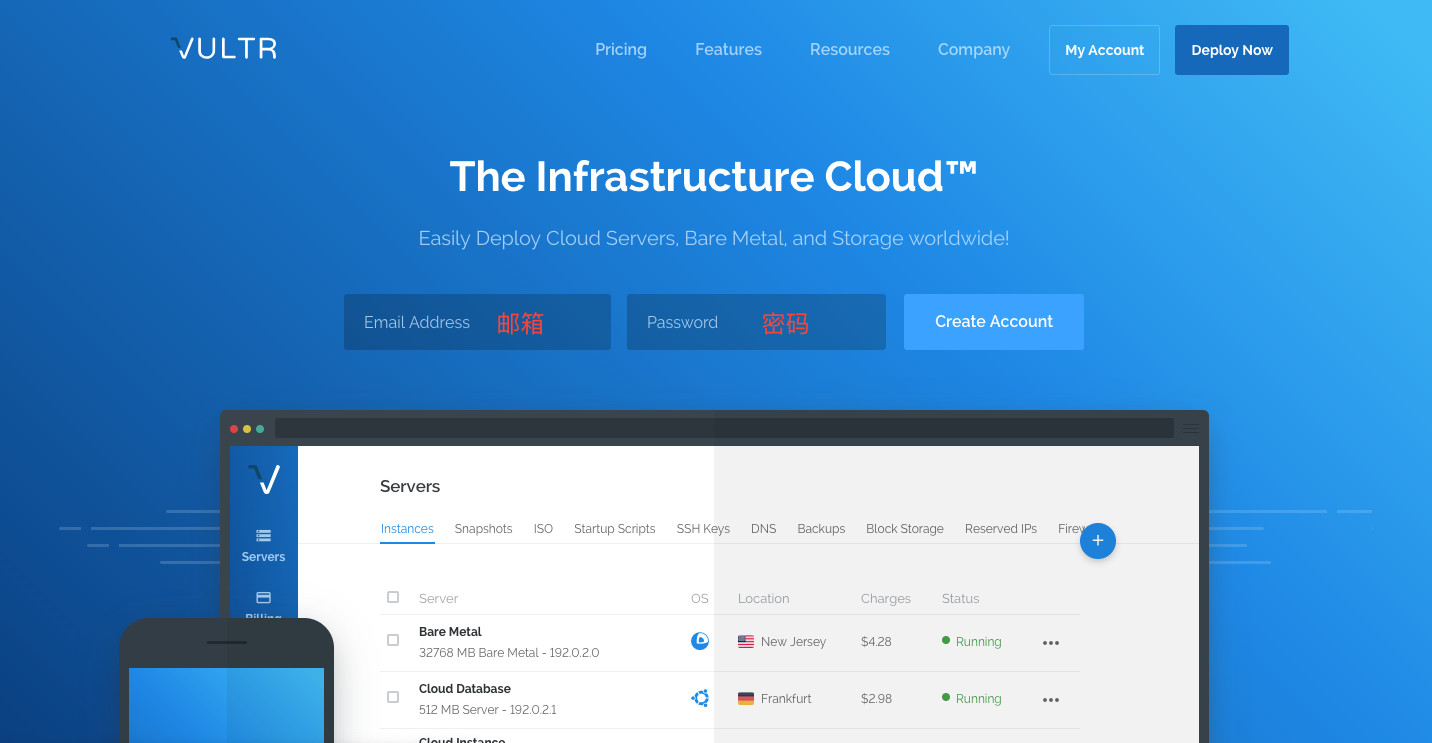 VULTR
Pricing Features Resources Company My Account Deploy Now
The Infrastructure Cloud™
Easily Deploy Cloud Servers, Bare Metal, and Storage worldwide!
Email Address 邮箱 Password 密码 Create Account
Servers
Instances Snapshots ISO Startup Scripts SSH Keys DNS Backups Block Storage Reserved IPs Firew
+
Servers
Billing
Server OS Location Charges Status
Bare Metal
32768 MB Bare Metal - 192.0.2.0
New Jersey $4.28 Running
Cloud Database
512 MB Server - 192.0.2.1
Frankfurt $2.98 Running
Cloud Instance